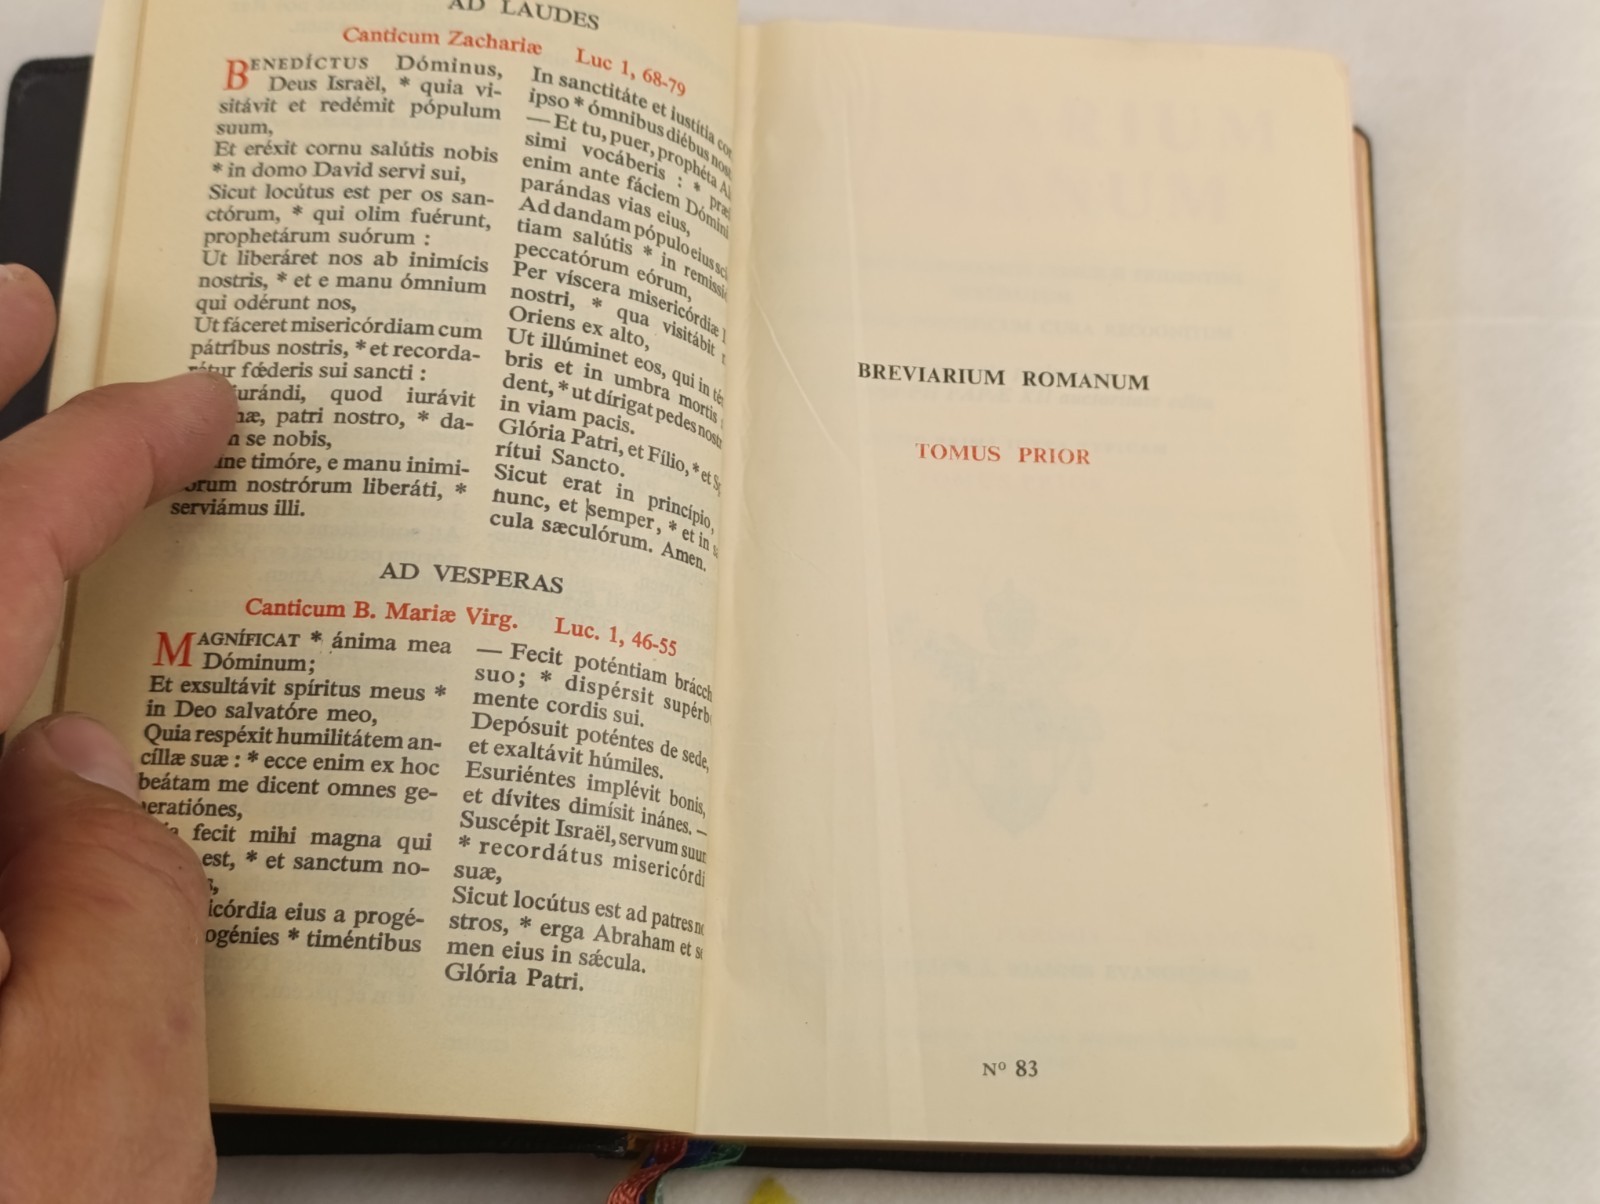 AD LAUDES
Canticum Zachariæ Luc 1, 68-79
BENEDÍCTUS Dóminus,
Deus Israël, * quia vi-
sitávit et redémit pópulum
suum,
Et eréxit cornu salútis nobis
* in domo David servi sui,
Sicut locútus est per os san-
ctórum, * qui olim fuérunt,
prophetárum suórum :
Ut liberáret nos ab inimícis
nostris, * et e manu ómnium
qui odérunt nos,
Ut fáceret misericórdiam cum
pátribus nostris, * et recorda-
rétur fœ́deris sui sancti :
iurándi, quod iurávit
patri nostro, * da-
se nobis,
timóre, e manu inimi-
nostrórum liberáti, *
serviámus illi.
In sanctitáte et iustítia
ipso * ómnibus diébus
— Et tu, puer, prophéta
simi vocáberis : *
enim ante fáciem Dómini
parándas vias eius,
Ad dandam pópulo eius
tiam salútis * in
peccatórum eórum,
Per víscera misericórdiæ
nostri, * qua visitábit
Oriens ex alto,
Ut illúminet eos, qui in
bris et in umbra mortis
dent, * ut dírigat pedes
in viam pacis.
Glória Patri, et Fílio, * et
rítui Sancto.
Sicut erat in princípio,
nunc, et semper, * et in
cula sæculórum. Amen.
AD VESPERAS
Canticum B. Mariæ Virg. Luc. 1, 46-55
MAGNÍFICAT * ánima mea
Dóminum;
Et exsultávit spíritus meus *
in Deo salvatóre meo,
Quia respéxit humilitátem an-
cíllæ suæ : * ecce enim ex hoc
beátam me dicent omnes ge-
neratiónes,
fecit mihi magna qui
est, * et sanctum no-
eius a progé-
* timéntibus
— Fecit poténtiam
suo; * dispérsit
mente cordis sui.
Depósuit poténtes de sede,
et exaltávit húmiles.
Esuriéntes implévit bonis,
et dívites dimísit inánes. —
Suscépit Israël, servum
* recordátus
suæ,
Sicut locútus est ad patres
stros, * erga Abraham et
men eius in sǽcula.
Glória Patri.
BREVIARIUM ROMANUM
TOMUS PRIOR
Nº 83